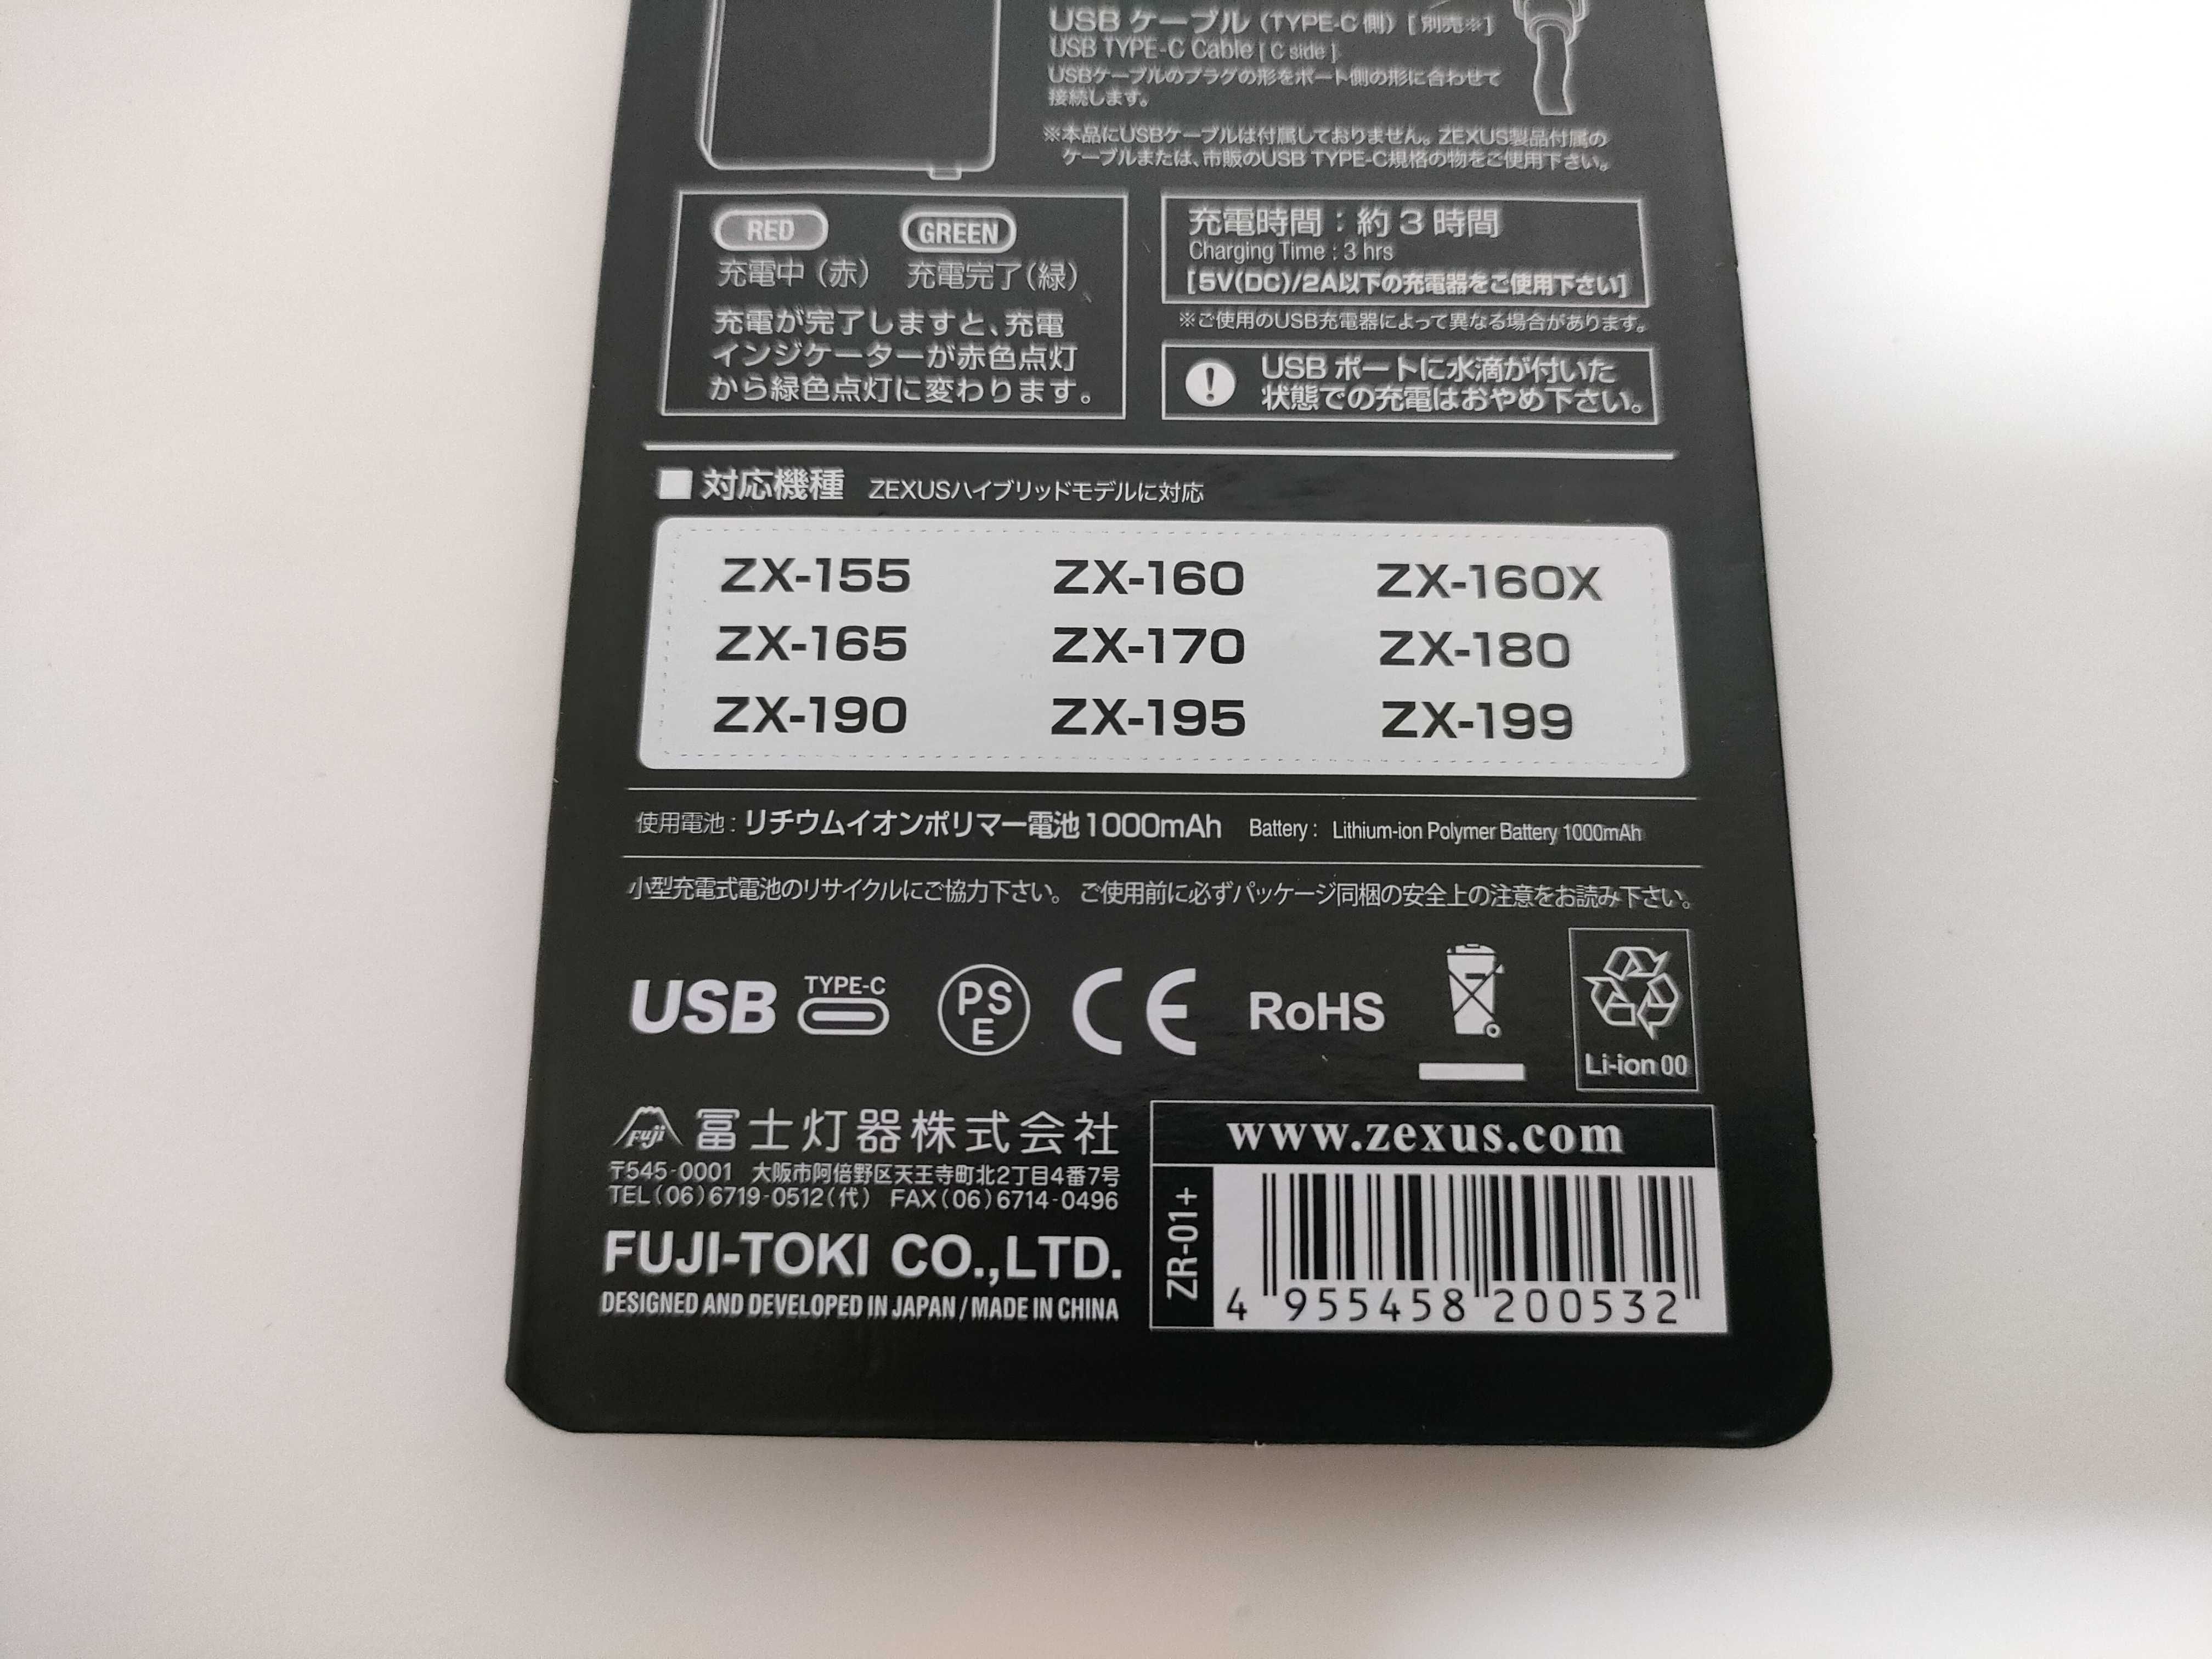 USB ケーブル (TYPE-C 側) [別売※]
USB TYPE-C Cable [ C side ]
USBケーブルのプラグの形をポート側の形に合わせて
接続します。
※本品にUSBケーブルは付属しておりません。ZEXUS製品付属の
ケーブルまたは、市販のUSB TYPE-C規格の物をご使用下さい。
RED GREEN
充電中(赤) 充電完了(緑)
充電が完了しますと、充電
インジケーターが赤色点灯
から緑色点灯に変わります。
充電時間：約3時間
Charging Time : 3 hrs
[5V(DC)/2A以下の充電器をご使用下さい]
※ご使用のUSB充電器によって異なる場合があります。
USB ポートに水滴が付いた
状態での充電はおやめ下さい。
■対応機種 ZEXUSハイブリッドモデルに対応
ZX-155 ZX-160 ZX-160X
ZX-165 ZX-170 ZX-180
ZX-190 ZX-195 ZX-199
使用電池：リチウムイオンポリマー電池1000mAh Battery : Lithium-ion Polymer Battery 1000mAh
小型充電式電池のリサイクルにご協力下さい。 ご使用前に必ずパッケージ同梱の安全上の注意をお読み下さい。
USB TYPE-C PSE CE RoHS
Li-ion 00
Fuji 冨士灯器株式会社
〒545-0001 大阪市阿倍野区天王寺町北2丁目4番7号
TEL(06)6719-0512(代) FAX(06)6714-0496
FUJI-TOKI CO.,LTD.
DESIGNED AND DEVELOPED IN JAPAN / MADE IN CHINA
www.zexus.com
ZR-01+
4 955458 200532